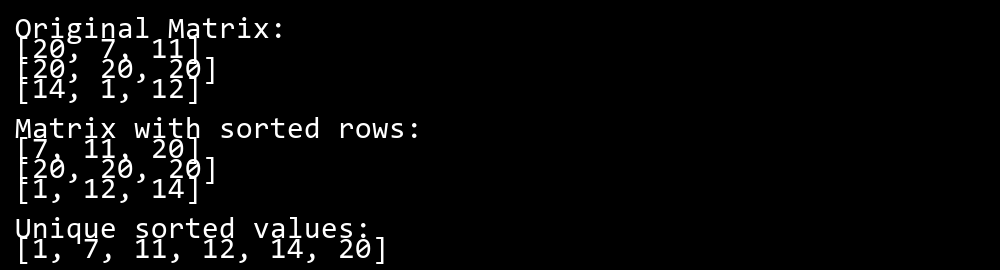 Original Matrix:
[20, 7, 11]
[20, 20, 20]
[14, 1, 12]
Matrix with sorted rows:
[7, 11, 20]
[20, 20, 20]
[1, 12, 14]
Unique sorted values:
[1, 7, 11, 12, 14, 20]